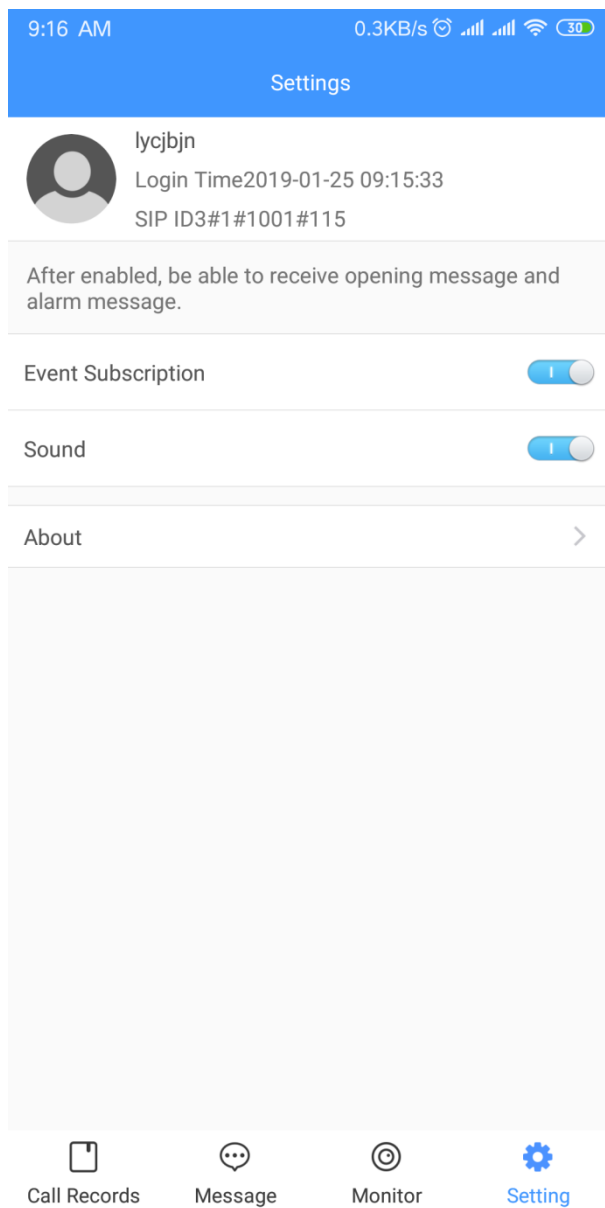 9:16 AM 0.3KB/s 30
Settings
lycjbjn
Login Time2019-01-25 09:15:33
SIP ID3#1#1001#115
After enabled, be able to receive opening message and
alarm message.
Event Subscription
Sound
About
Call Records Message Monitor Setting